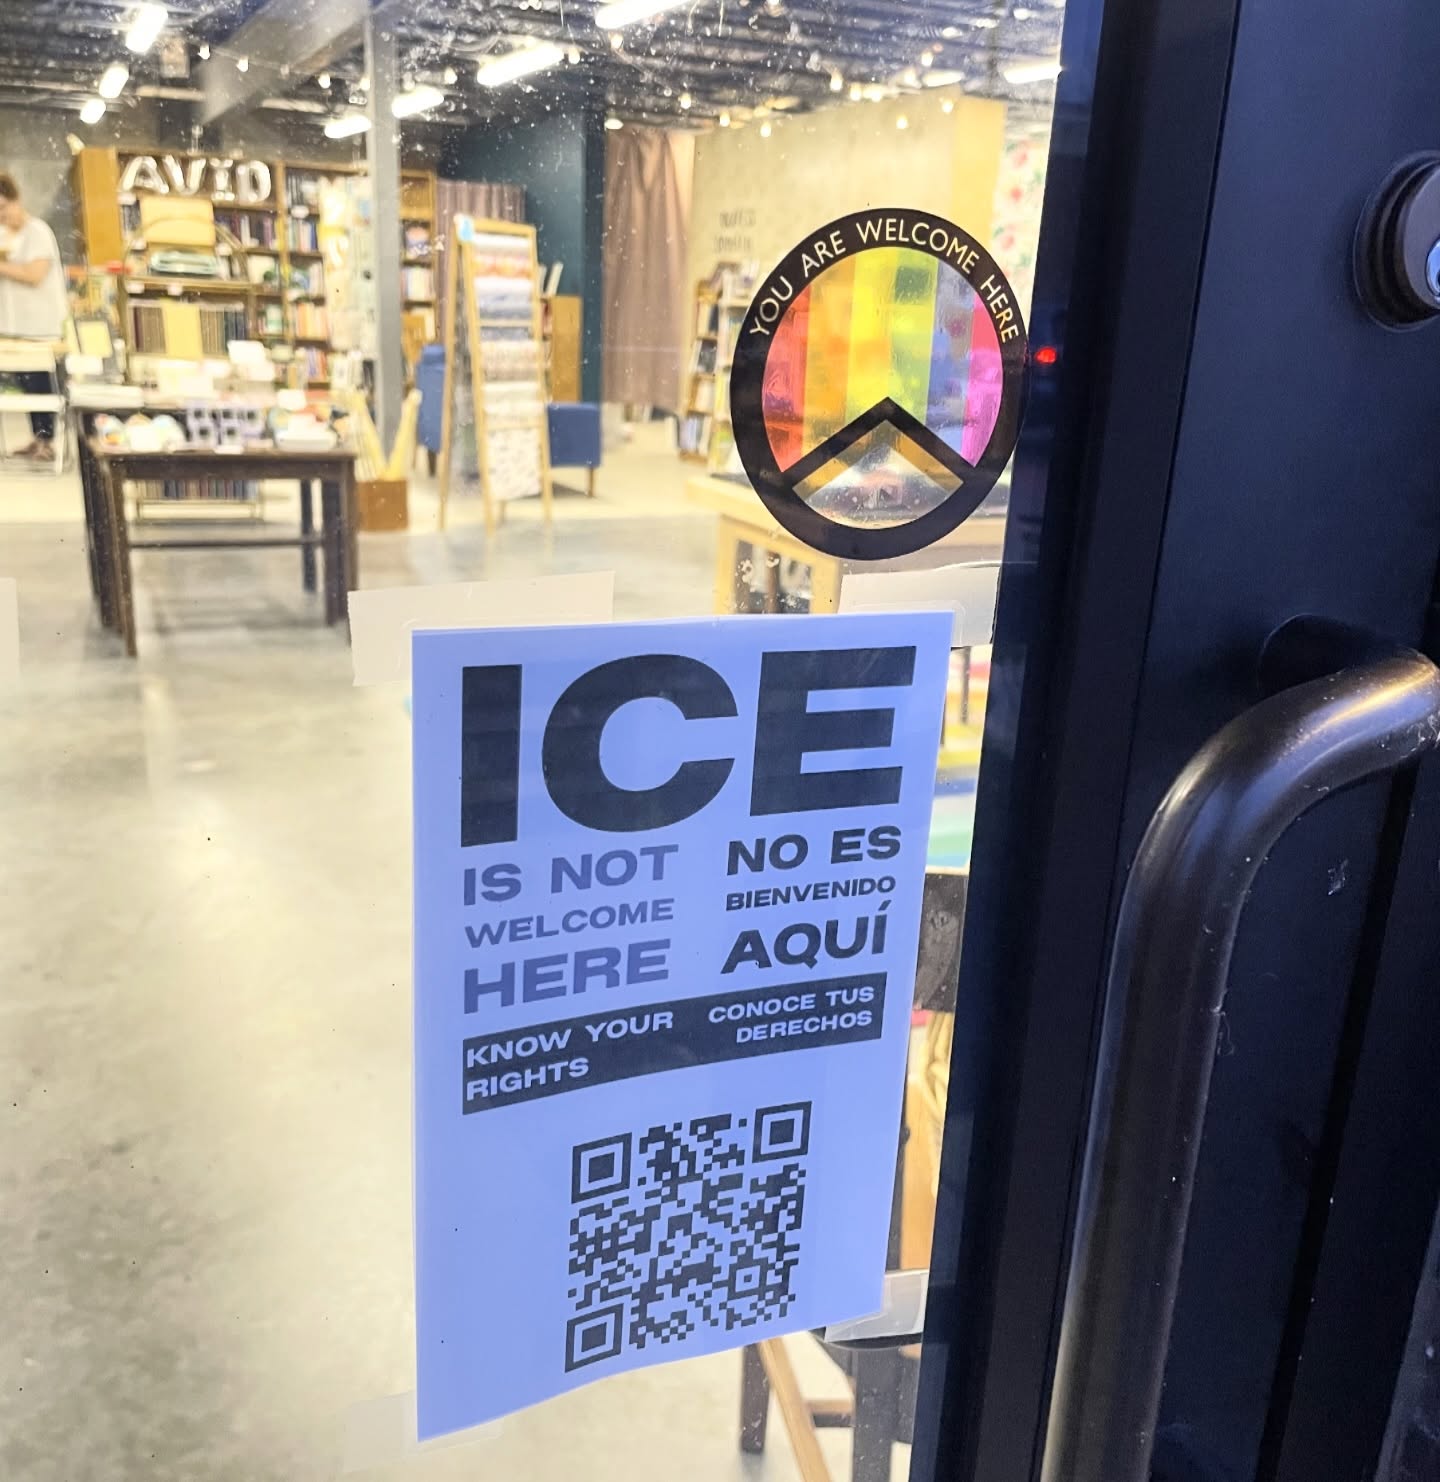 AVID
YOU ARE WELCOME HERE
ICE
IS NOT
WELCOME
HERE
NO ES
BIENVENIDO
AQUÍ
KNOW YOUR
RIGHTS
CONOCE TUS
DERECHOS